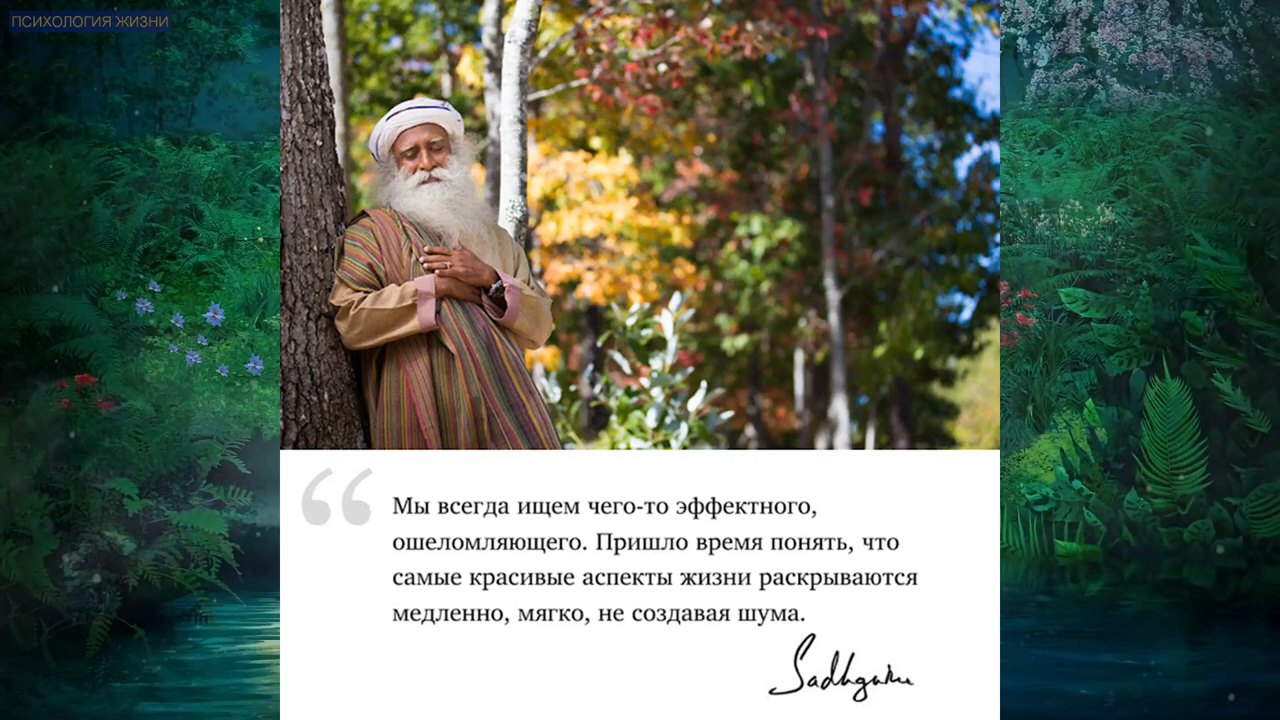 ПСИХОЛОГИЯ ЖИЗНИ
Мы всегда ищем чего-то эффектного,
ошеломляющего. Пришло время понять, что
самые красивые аспекты жизни раскрываются
медленно, мягко, не создавая шума.
Sadhguru